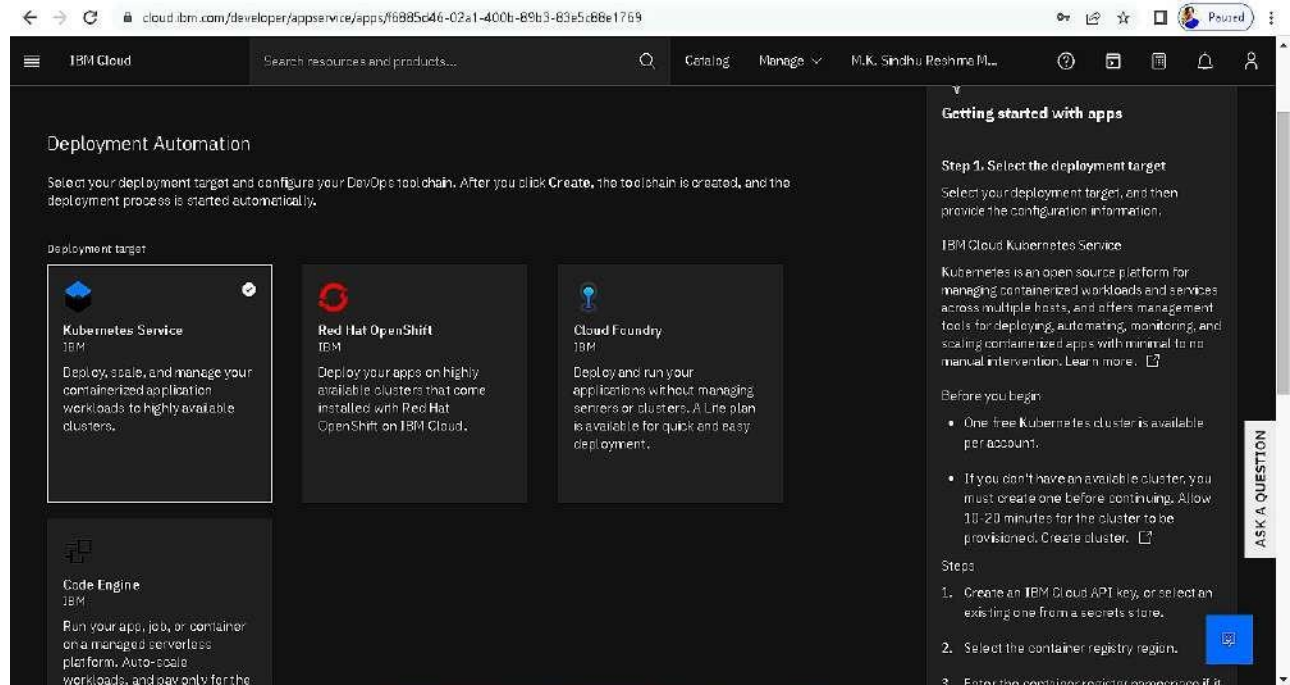 cloud.ibm.com/developer/appservice/apps/f6885d46-02a1-400b-89b3-83e5c88e1769
Paused
IBM Cloud
Search resources and products...
Catalog
Manage
M.K. Sindhu Reshma M...
Deployment Automation
Select your deployment target and configure your DevOps toolchain. After you click Create, the toolchain is created, and the
deployment process is started automatically.
Deployment target
Kubernetes Service
IBM
Deploy, scale, and manage your
containerized application
workloads to highly available
clusters.
Red Hat OpenShift
IBM
Deploy your apps on highly
available clusters that come
installed with Red Hat
OpenShift on IBM Cloud.
Cloud Foundry
IBM
Deploy and run your
applications without managing
servers or clusters. A Lite plan
is available for quick and easy
deployment.
Code Engine
IBM
Run your app, job, or container
on a managed serverless
platform. Auto-scale
workloads, and pay only for the
Getting started with apps
Step 1. Select the deployment target
Select your deployment target, and then
provide the configuration information.
IBM Cloud Kubernetes Service
Kubernetes is an open source platform for
managing containerized workloads and services
across multiple hosts, and offers management
tools for deploying, automating, monitoring, and
scaling containerized apps with minimal to no
manual intervention. Learn more.
Before you begin
• One free Kubernetes cluster is available
per account.
• If you don't have an available cluster, you
must create one before continuing. Allow
10-20 minutes for the cluster to be
provisioned. Create cluster.
Steps
1. Create an IBM Cloud API key, or select an
existing one from a secrets store.
2. Select the container registry region.
3. Enter the container registry namespace if it
ASK A QUESTION